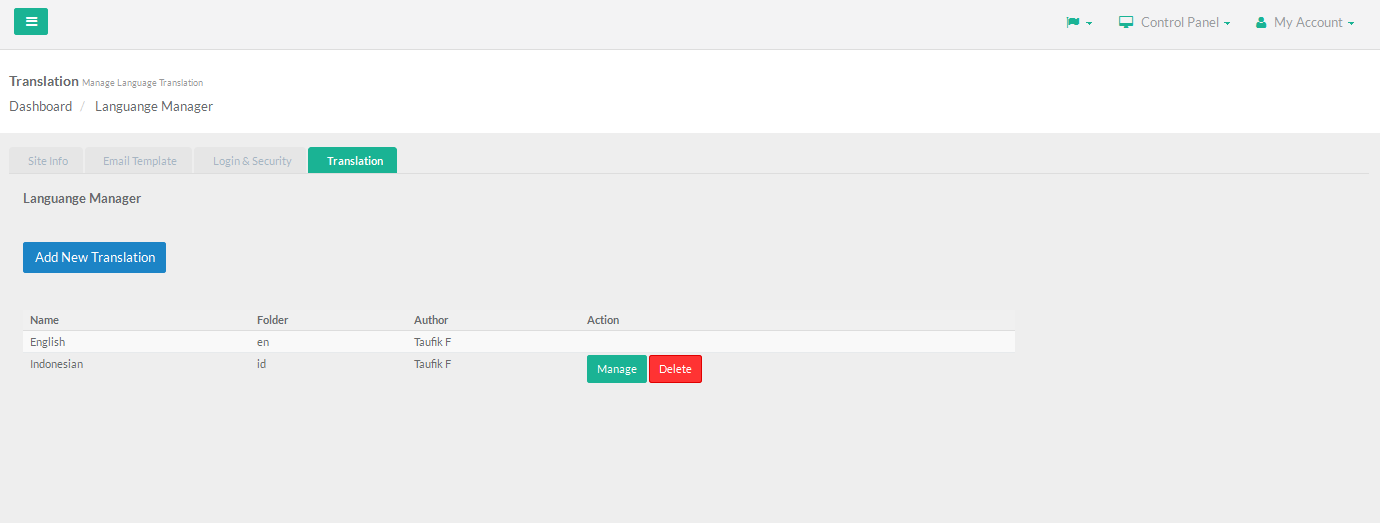 Control Panel My Account
Translation Manage Language Translation
Dashboard / Languange Manager
Site Info Email Template Login & Security Translation
Languange Manager
Add New Translation
Name Folder Author Action
English en Taufik F
Indonesian id Taufik F Manage Delete